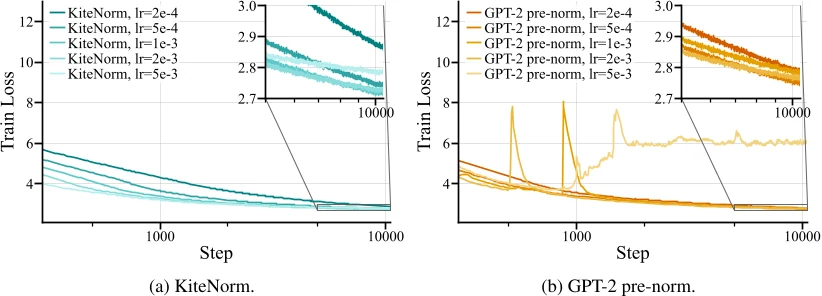 12
10
8
6
4
Train Loss
KiteNorm, lr=2e-4
KiteNorm, lr=5e-4
KiteNorm, lr=1e-3
KiteNorm, lr=2e-3
KiteNorm, lr=5e-3
3.0
2.9
2.8
2.7
10000
1000
10000
Step
(a) KiteNorm.
12
10
8
6
4
Train Loss
GPT-2 pre-norm, lr=2e-4
GPT-2 pre-norm, lr=5e-4
GPT-2 pre-norm, lr=1e-3
GPT-2 pre-norm, lr=2e-3
GPT-2 pre-norm, lr=5e-3
3.0
2.9
2.8
2.7
10000
1000
10000
Step
(b) GPT-2 pre-norm.